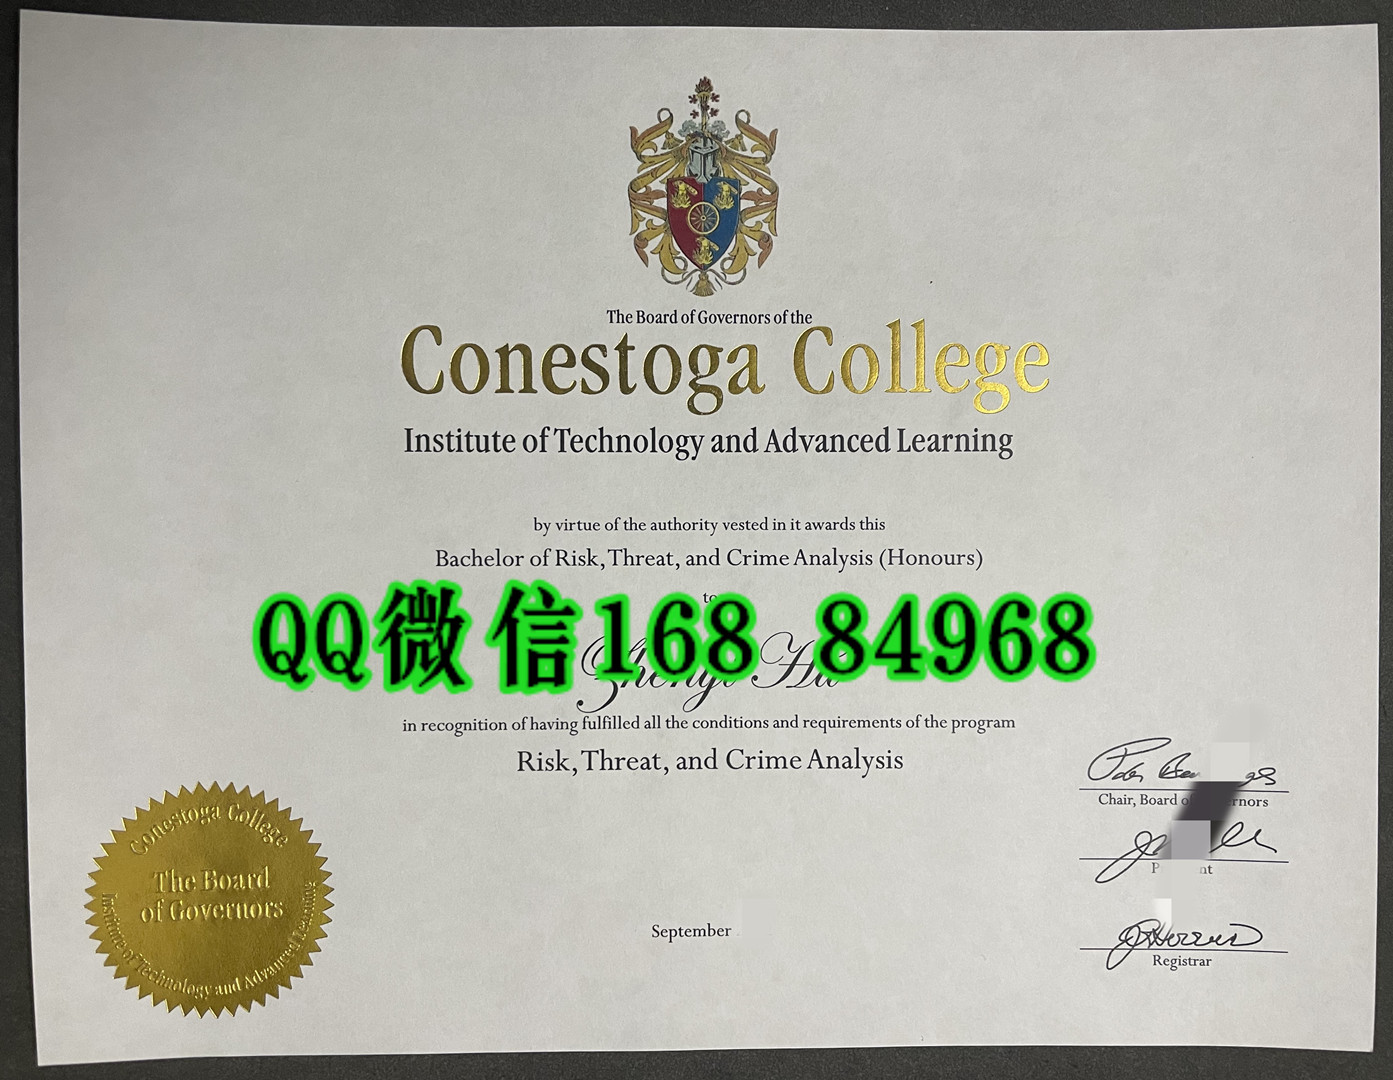 The Board of Governors of the
Conestoga College
Institute of Technology and Advanced Learning
by virtue of the authority vested in it awards this
Bachelor of Risk, Threat, and Crime Analysis (Honours)
to
QQ微信168 84968
in recognition of having fulfilled all the conditions and requirements of the program
Risk, Threat, and Crime Analysis
Chair, Board
Registrar
September
Conestoga College
The Board
of Governors
Institute of Technology and Advanced Learning